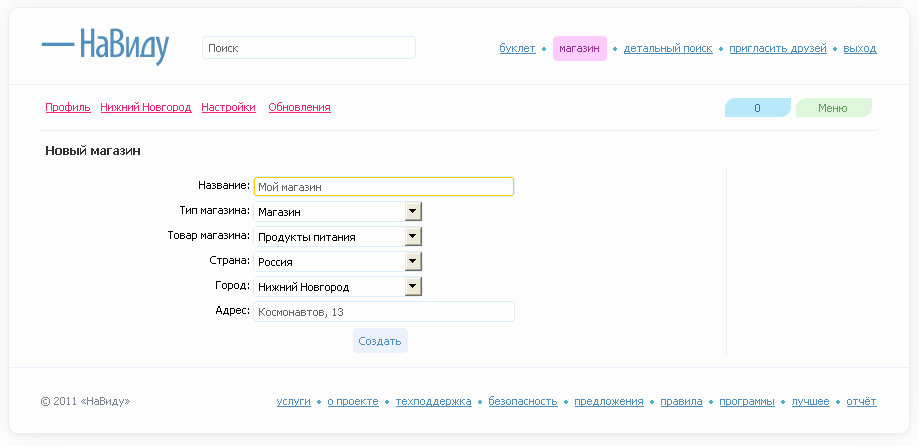 — НаВиду Поиск буклет • магазин • детальный поиск • пригласить друзей • выход
Профиль Нижний Новгород Настройки Обновления 0 Меню
Новый магазин
Название: Мой магазин
Тип магазина: Магазин
Товар магазина: Продукты питания
Страна: Россия
Город: Нижний Новгород
Адрес: Космонавтов, 13
Создать
© 2011 «НаВиду» услуги • о проекте • техподдержка • безопасность • предложения • правила • программы • лучшее • отчёт